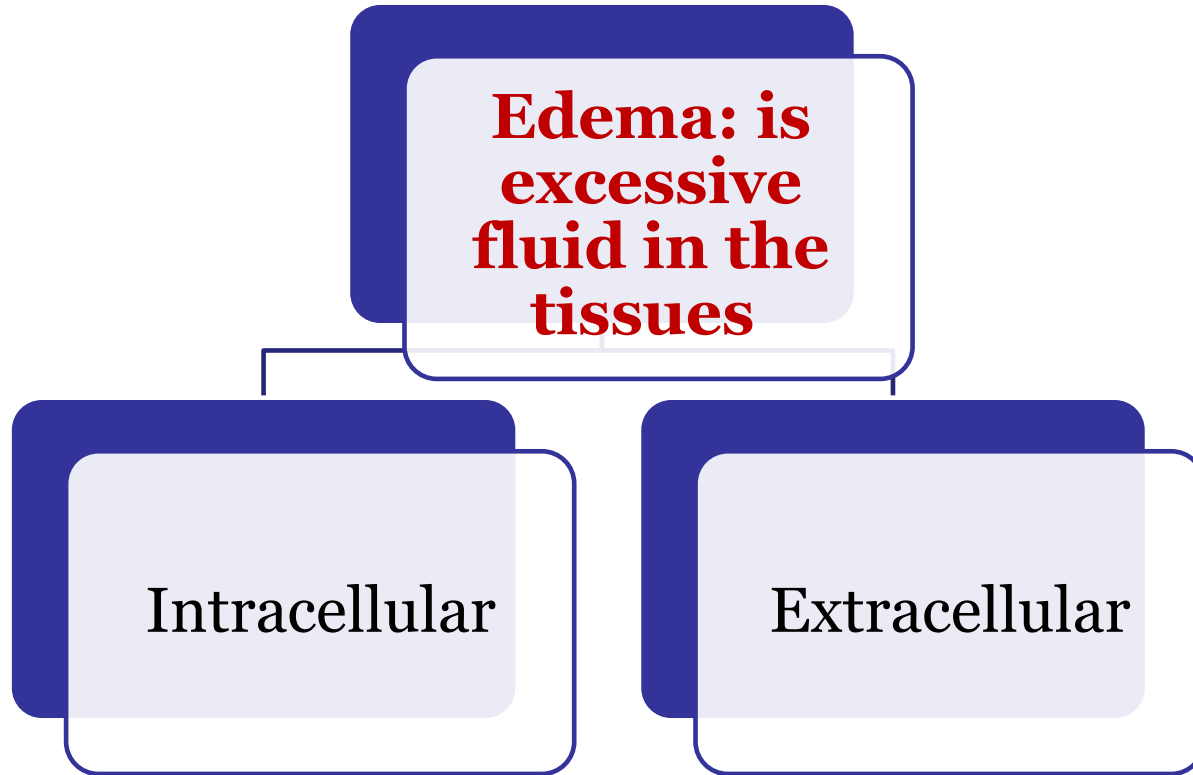 Edema: is
excessive
fluid in the
tissues
Intracellular
Extracellular